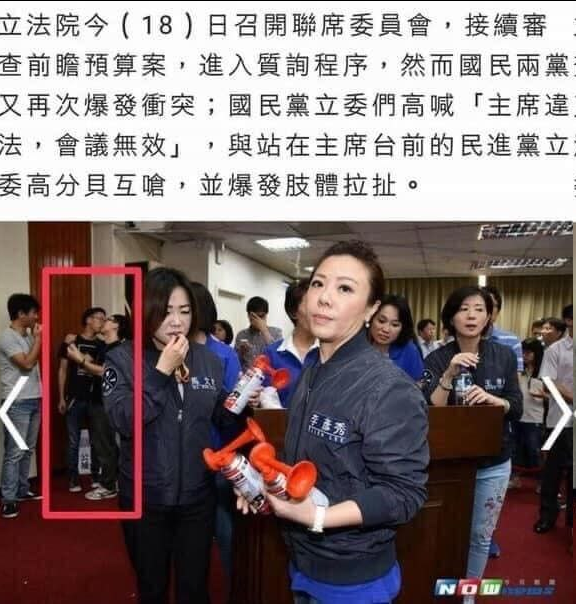 立法院今(18)日召開聯席委員會，接續審
查前瞻預算案，進入質詢程序，然而國民兩黨
又再次爆發衝突；國民黨立委們高喊「主席違
法，會議無效」，與站在主席台前的民進黨立
委高分貝互嗆，並爆發肢體拉扯。
李彥秀
NOWnews
今日新聞